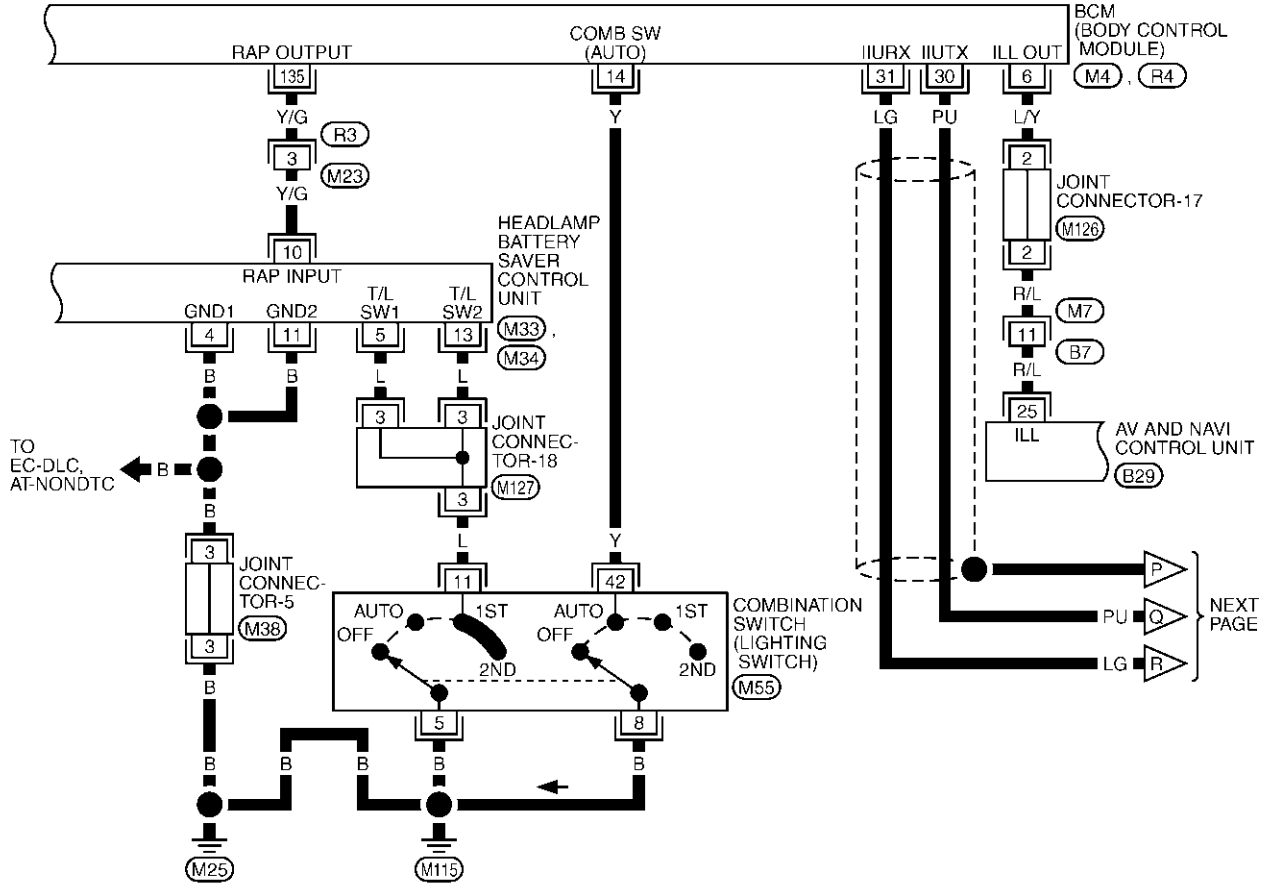 BCM
(BODY CONTROL
MODULE)
M4 , R4
RAP OUTPUT
COMB SW
(AUTO)
IIURX
IIUTX
ILL OUT
135
14
31
30
6
Y/G
Y
LG
PU
L/Y
R3
3
M23
Y/G
2
JOINT
CONNECTOR-17
M126
2
10
RAP INPUT
HEADLAMP
BATTERY
SAVER
CONTROL
UNIT
M33 ,
M34
GND1
GND2
T/L
SW1
T/L
SW2
4
11
5
13
R/L
M7
11
B7
R/L
B
B
L
L
25
ILL
AV AND NAVI
CONTROL UNIT
B29
3
3
JOINT
CONNEC-
TOR-18
M127
3
TO
EC-DLC,
AT-NONDTC
B
B
L
Y
3
JOINT
CONNEC-
TOR-5
M38
3
11
42
AUTO
1ST
OFF
2ND
AUTO
1ST
OFF
2ND
COMBINATION
SWITCH
(LIGHTING
SWITCH)
M55
P
PU
Q
LG
R
NEXT
PAGE
B
5
8
B
B
B
B
B
M25
M115